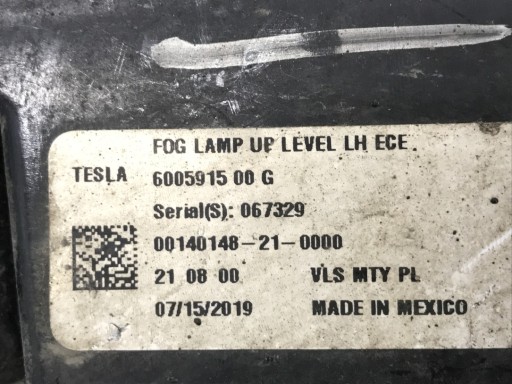 FOG LAMP UP LEVEL LH ECE
TESLA 6005915 00 G
Serial(S): 067329
00140148-21-0000
21 08 00 VLS MTY PL
07/15/2019 MADE IN MEXICO